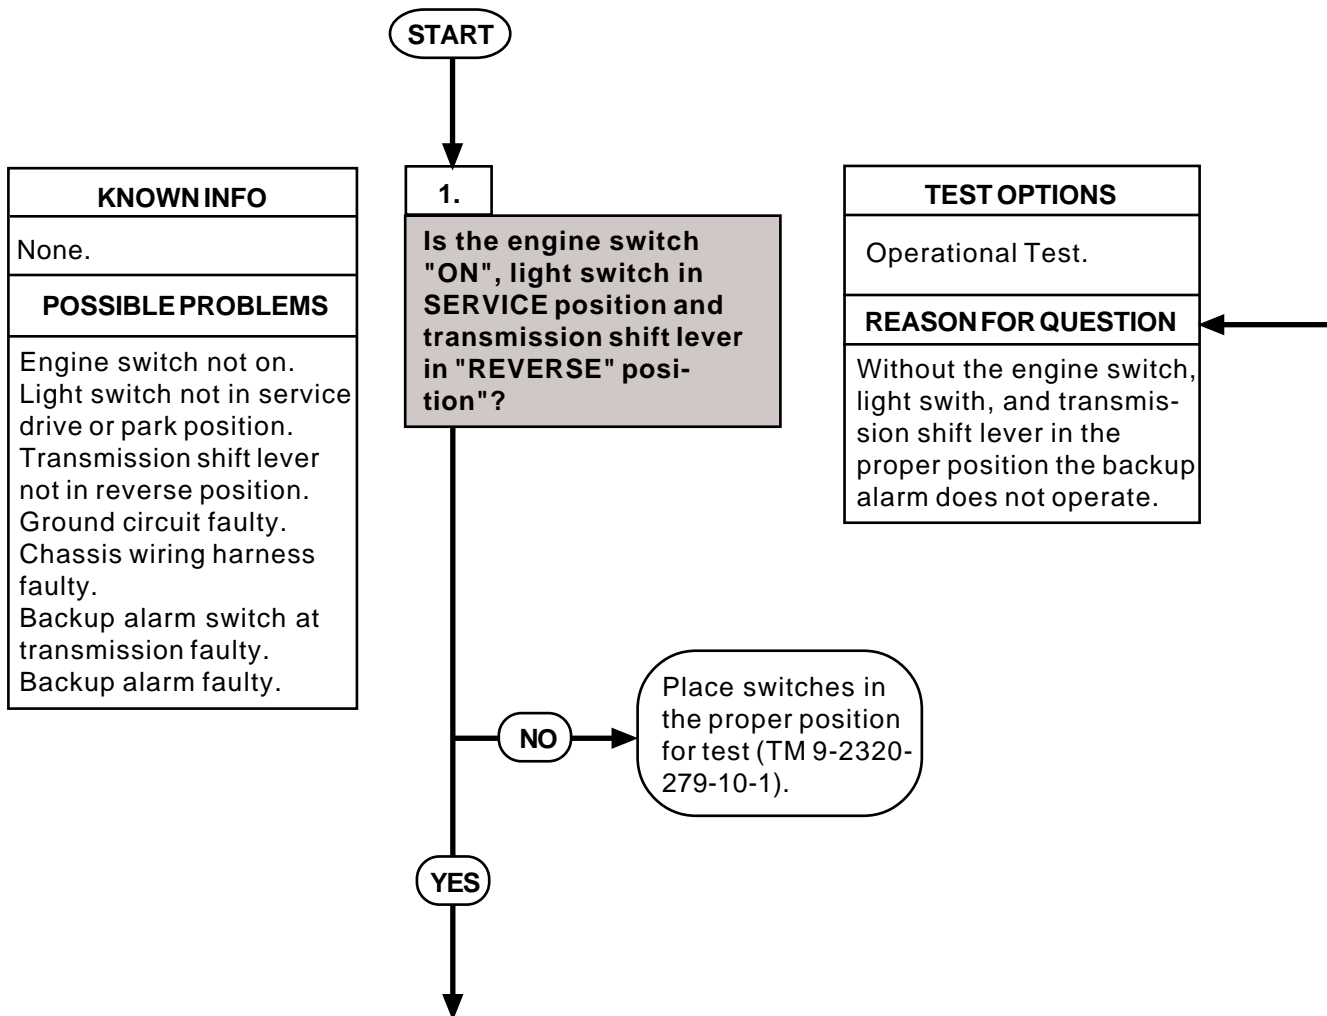 START
KNOWN INFO
None.
POSSIBLE PROBLEMS
Engine switch not on.
Light switch not in service
drive or park position.
Transmission shift lever
not in reverse position.
Ground circuit faulty.
Chassis wiring harness
faulty.
Backup alarm switch at
transmission faulty.
Backup alarm faulty.
1.
Is the engine switch
"ON", light switch in
SERVICE position and
transmission shift lever
in "REVERSE" posi-
tion"?
TEST OPTIONS
Operational Test.
REASON FOR QUESTION
Without the engine switch,
light swith, and transmis-
sion shift lever in the
proper position the backup
alarm does not operate.
NO
Place switches in
the proper position
for test (TM 9-2320-
279-10-1).
YES